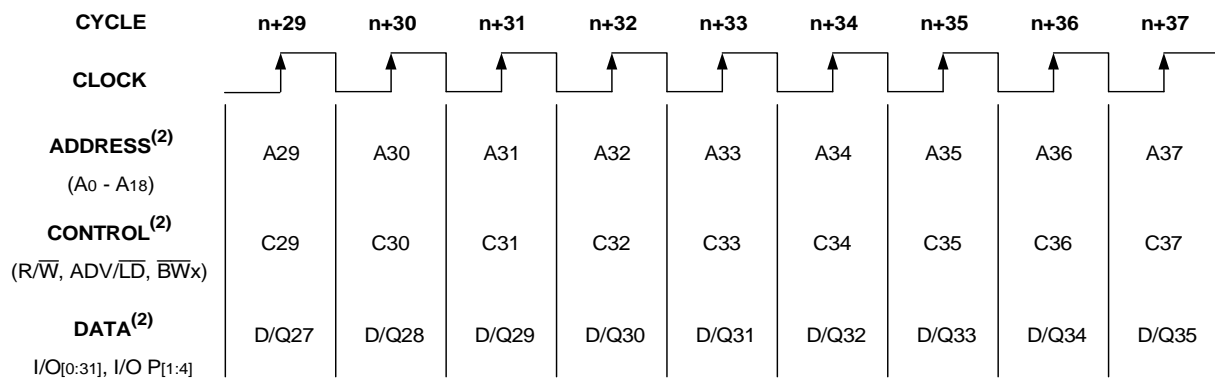 CYCLE n+29 n+30 n+31 n+32 n+33 n+34 n+35 n+36 n+37
CLOCK
ADDRESS(2) A29 A30 A31 A32 A33 A34 A35 A36 A37
(A0 - A18)
CONTROL(2) C29 C30 C31 C32 C33 C34 C35 C36 C37
(R/W̅, ADV/L̅D̅, B̅W̅x)
DATA(2) D/Q27 D/Q28 D/Q29 D/Q30 D/Q31 D/Q32 D/Q33 D/Q34 D/Q35
I/O[0:31], I/O P[1:4]